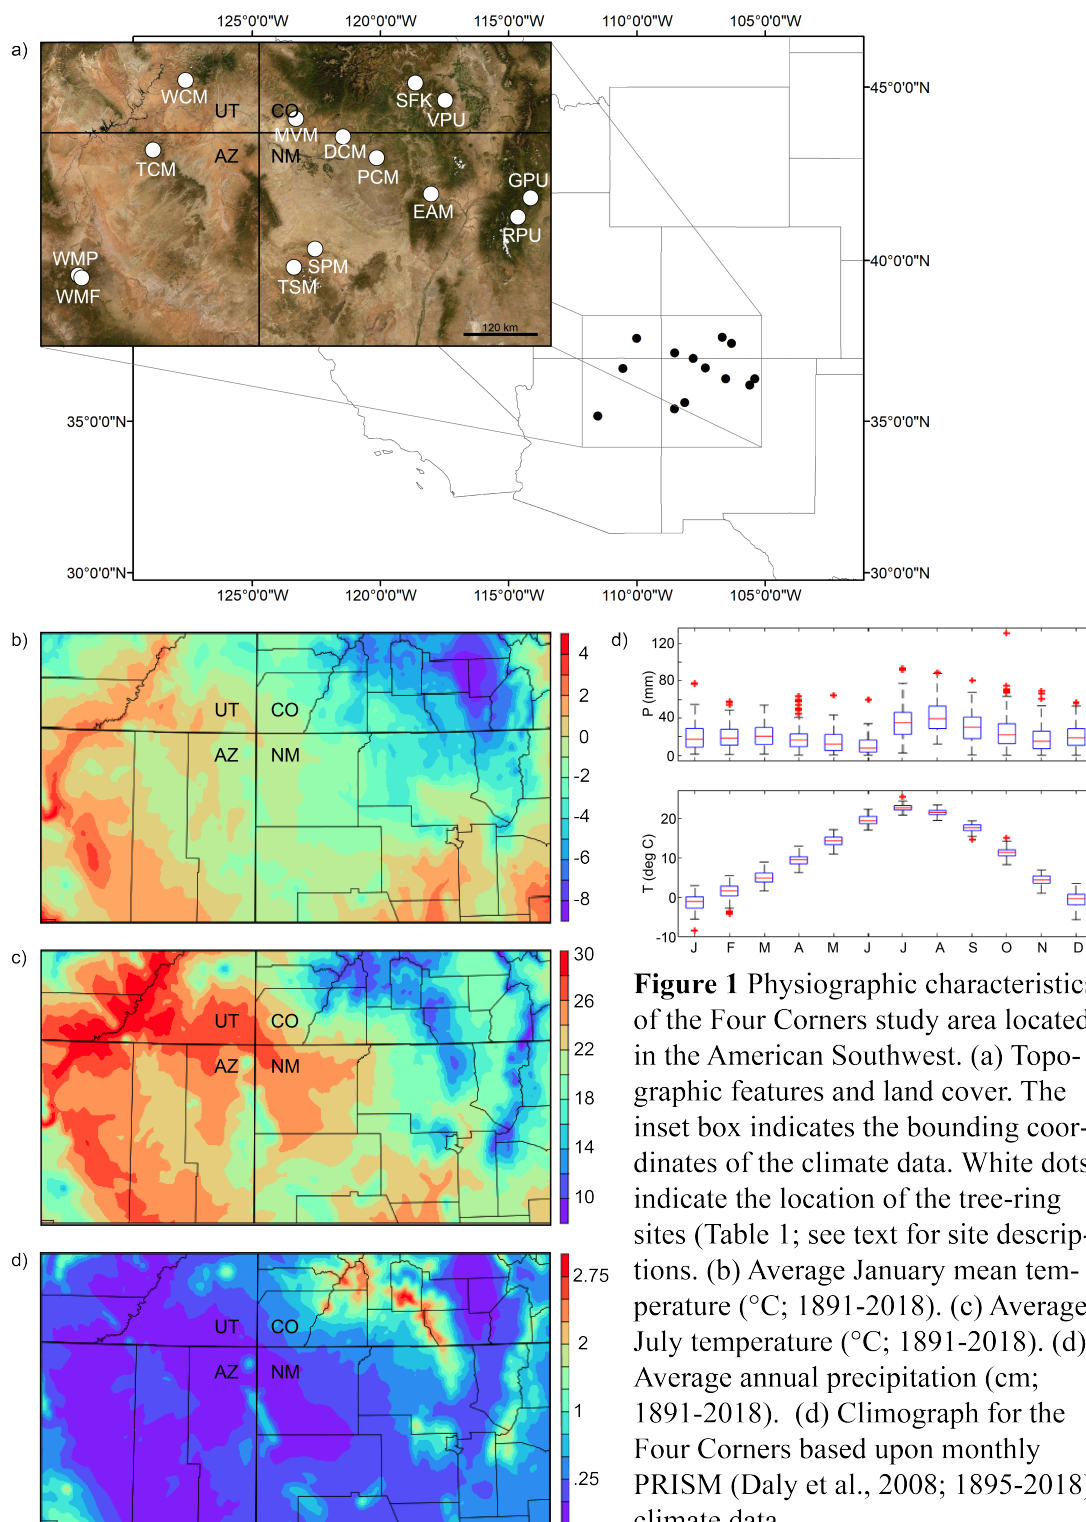 125°0'0"W 120°0'0"W 115°0'0"W 110°0'0"W 105°0'0"W
a)
WCM
UT CO
SFK
VPU
MVM
DCM
AZ NM
TCM
PCM
GPU
EAM
RPU
WMP
WMF
SPM
TSM
120 km
45°0'0"N
40°0'0"N
35°0'0"N 35°0'0"N
30°0'0"N 30°0'0"N
125°0'0"W 120°0'0"W 115°0'0"W 110°0'0"W 105°0'0"W
b)
UT CO
AZ NM
4
2
0
-2
-4
-6
-8
c)
UT CO
AZ NM
30
26
22
18
14
10
d)
UT CO
AZ NM
2.75
2
1
.25
d)
P (mm)
120
80
40
0
T (deg C)
20
10
0
-10
J F M A M J J A S O N D
Figure 1 Physiographic characteristics
of the Four Corners study area located
in the American Southwest. (a) Topo-
graphic features and land cover. The
inset box indicates the bounding coor-
dinates of the climate data. White dots
indicate the location of the tree-ring
sites (Table 1; see text for site descrip-
tions. (b) Average January mean tem-
perature (°C; 1891-2018). (c) Average
July temperature (°C; 1891-2018). (d)
Average annual precipitation (cm;
1891-2018). (d) Climograph for the
Four Corners based upon monthly
PRISM (Daly et al., 2008; 1895-2018)
climate data